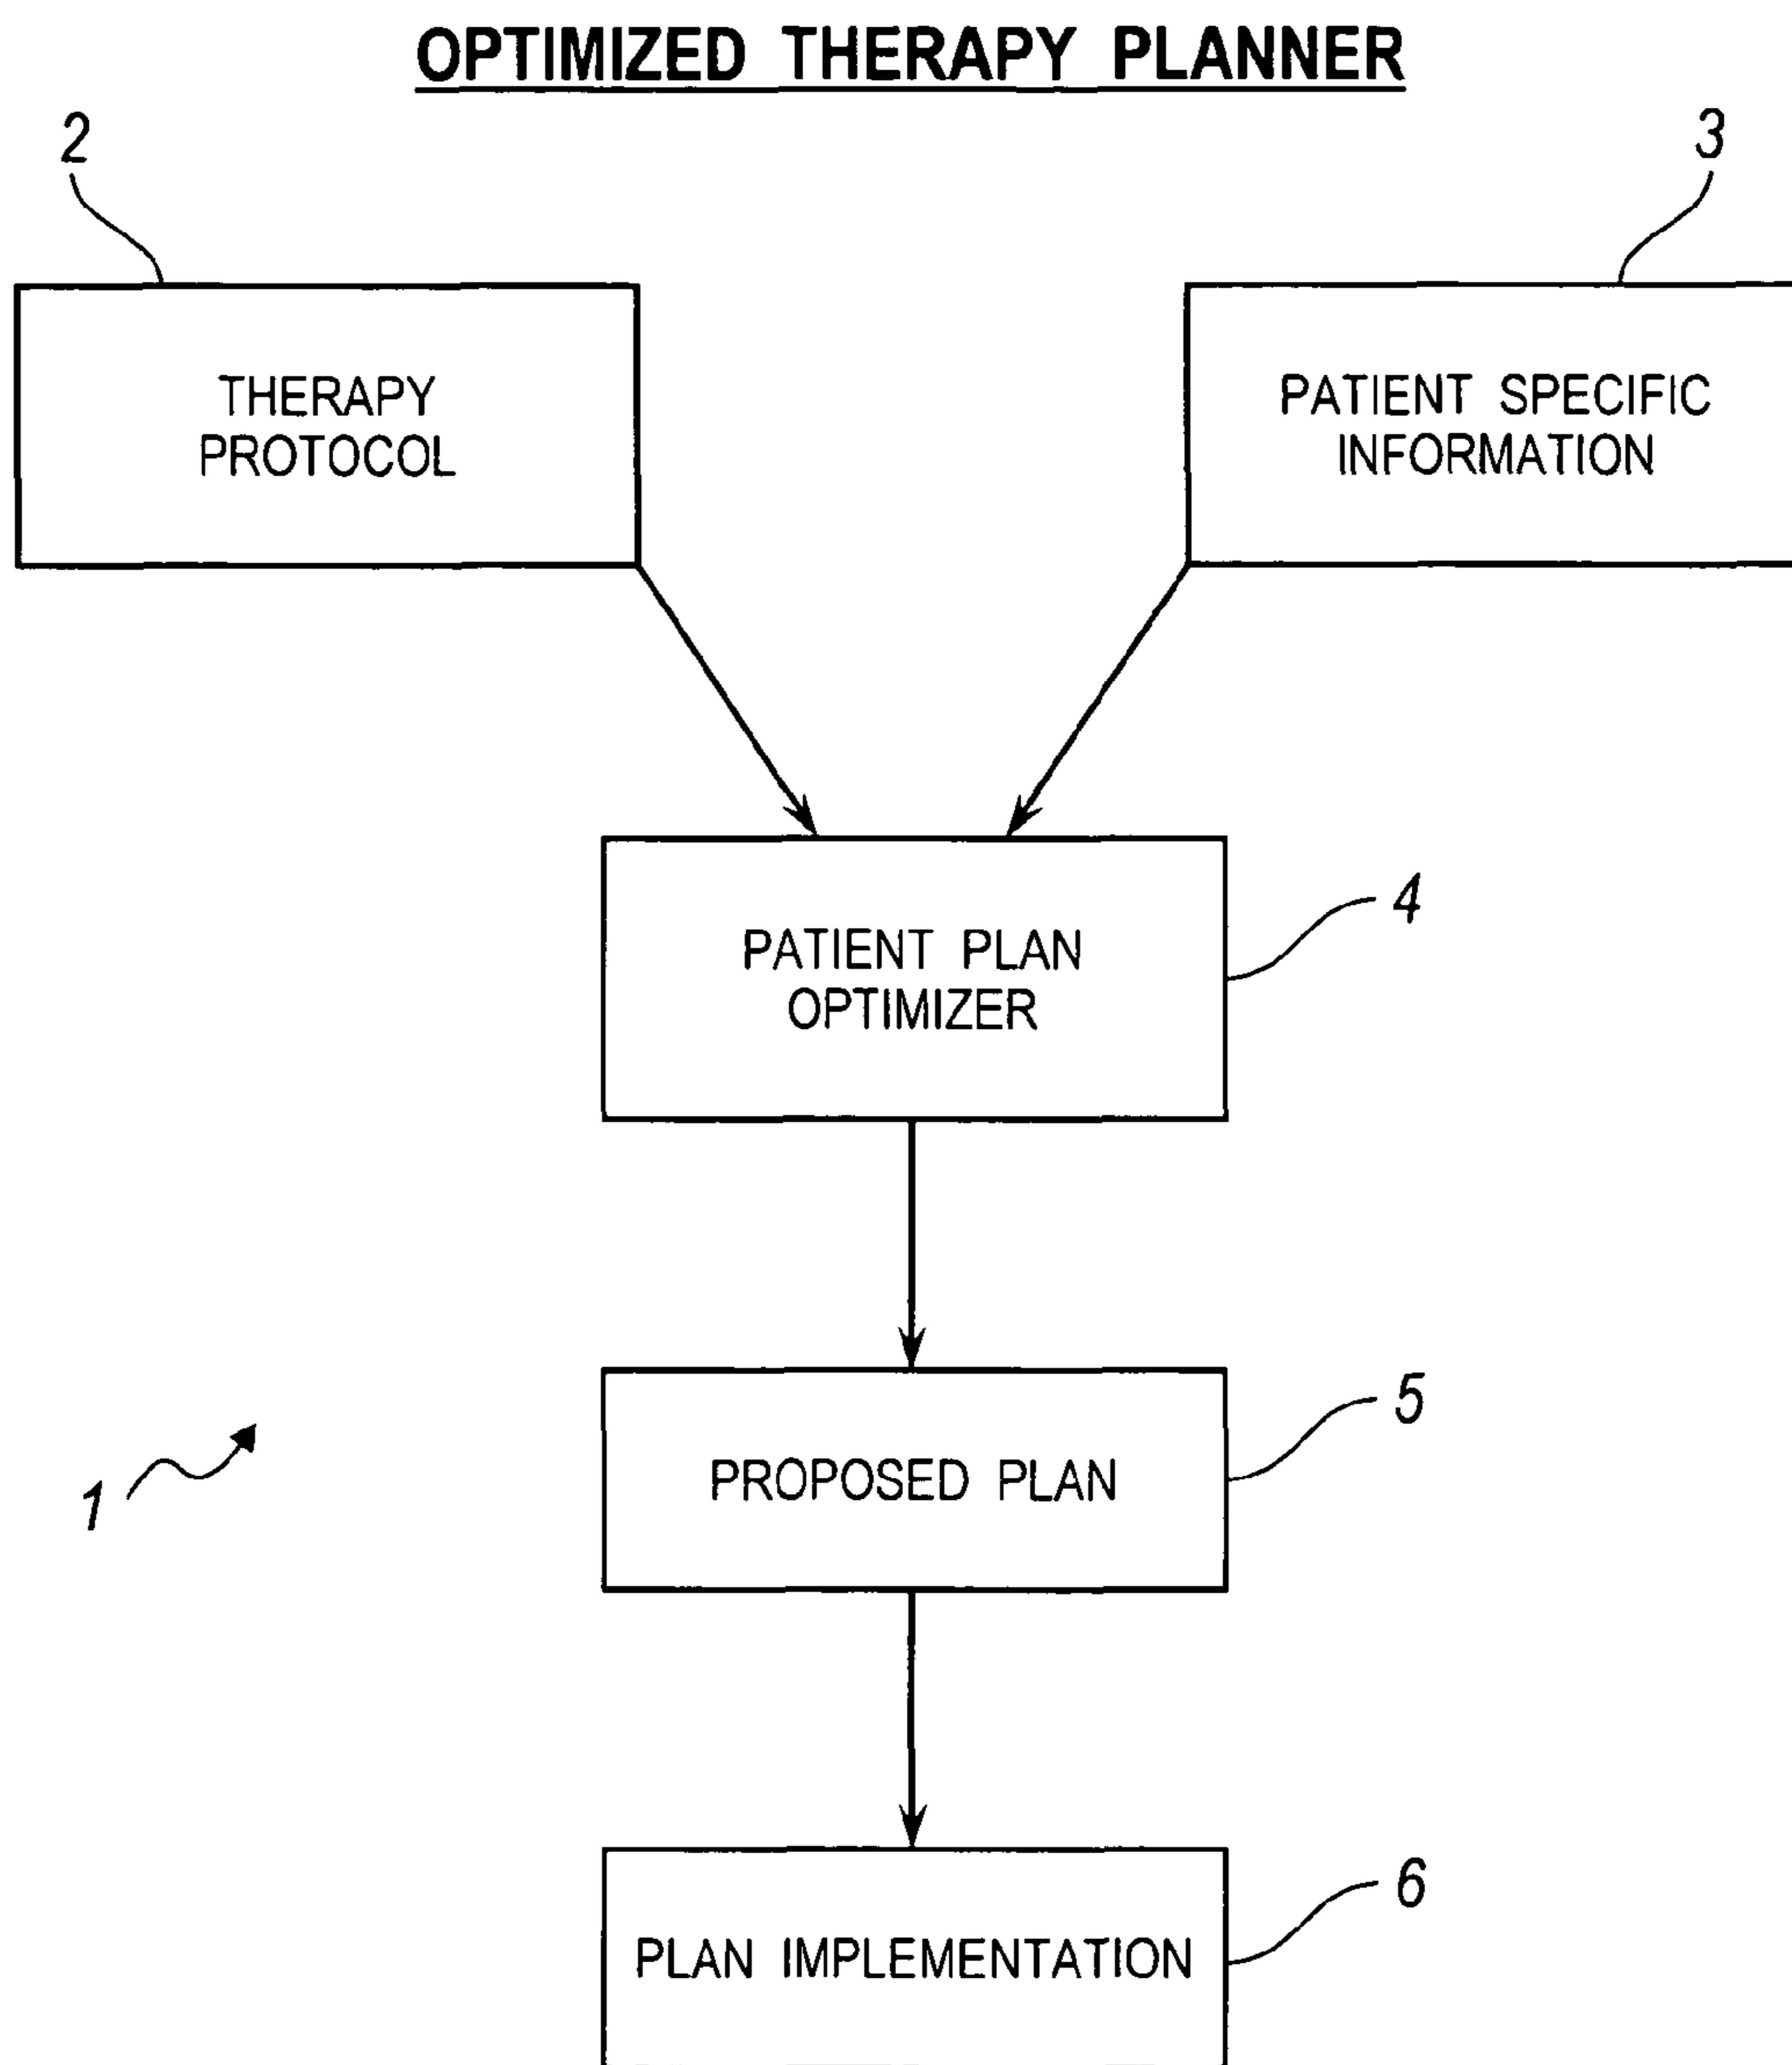 OPTIMIZED THERAPY PLANNER
2
3
THERAPY
PROTOCOL
PATIENT SPECIFIC
INFORMATION
4
PATIENT PLAN
OPTIMIZER
5
PROPOSED PLAN
1
6
PLAN IMPLEMENTATION